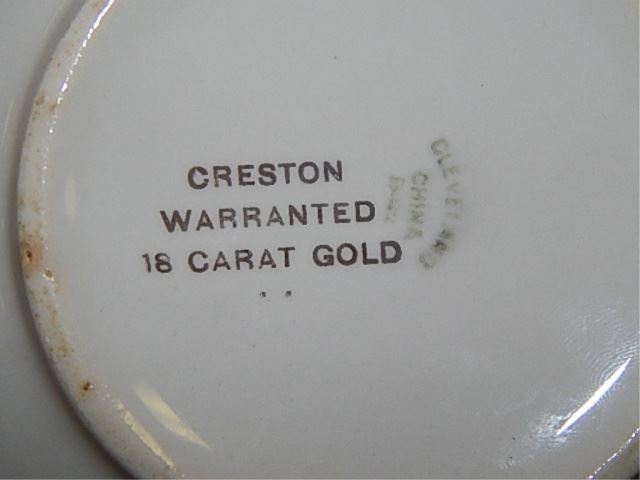 CRESTON
WARRANTED
18 CARAT GOLD
CLEVELAND
CHINA